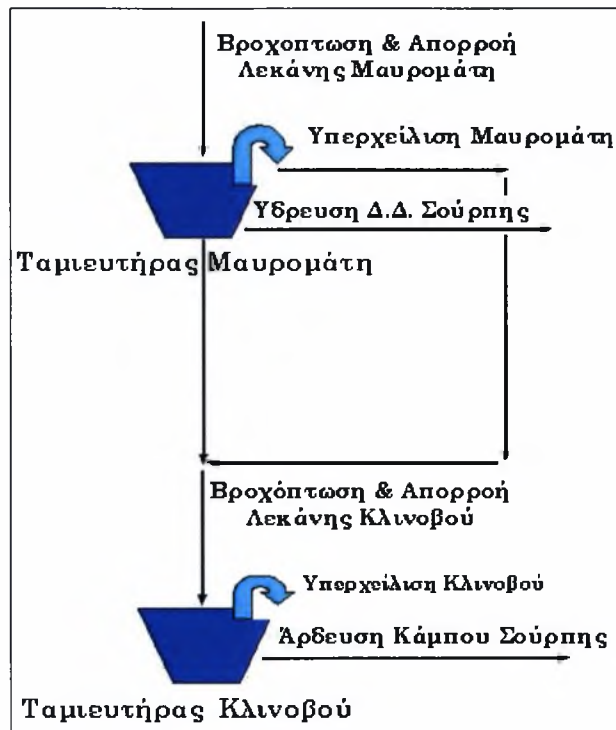 Βροχοπτωση & Απορροή
Λεκάνης Μαυρομάτη
Υπερχείλιση Μαυρομάτη
Υδρευση Δ.Δ. Σούρπης
Ταμιευτήρας Μαυρομάτη
Βροχόπτωση & Απορροή
Λεκάνης Κλινοβού
Υπερχείλιση Κλινοβού
Άρδευση Κάμπου Σούρπης
Ταμιευτήρας Κλινοβού